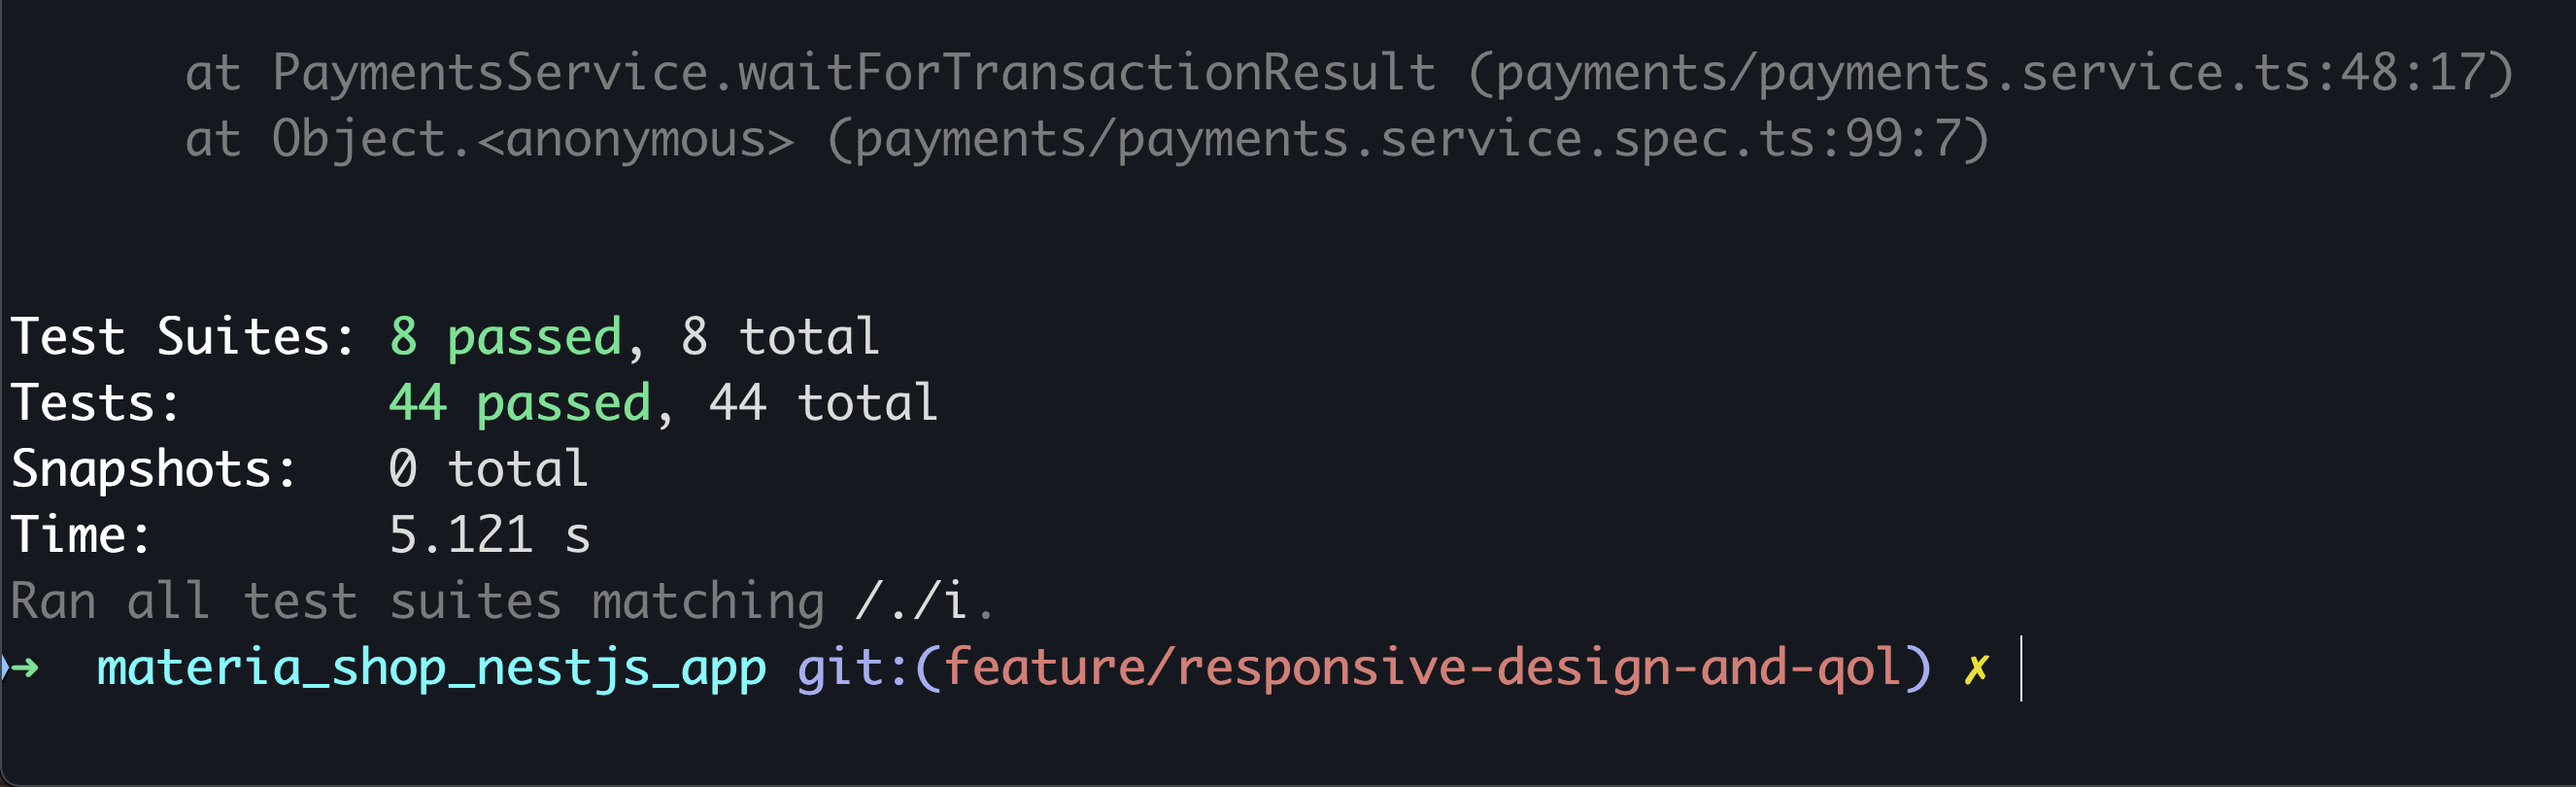 at PaymentsService.waitForTransactionResult (payments/payments.service.ts:48:17)
at Object.<anonymous> (payments/payments.service.spec.ts:99:7)
Test Suites: 8 passed, 8 total
Tests: 44 passed, 44 total
Snapshots: 0 total
Time: 5.121 s
Ran all test suites matching /./i.
→ materia_shop_nestjs_app git:(feature/responsive-design-and-qol) ✗